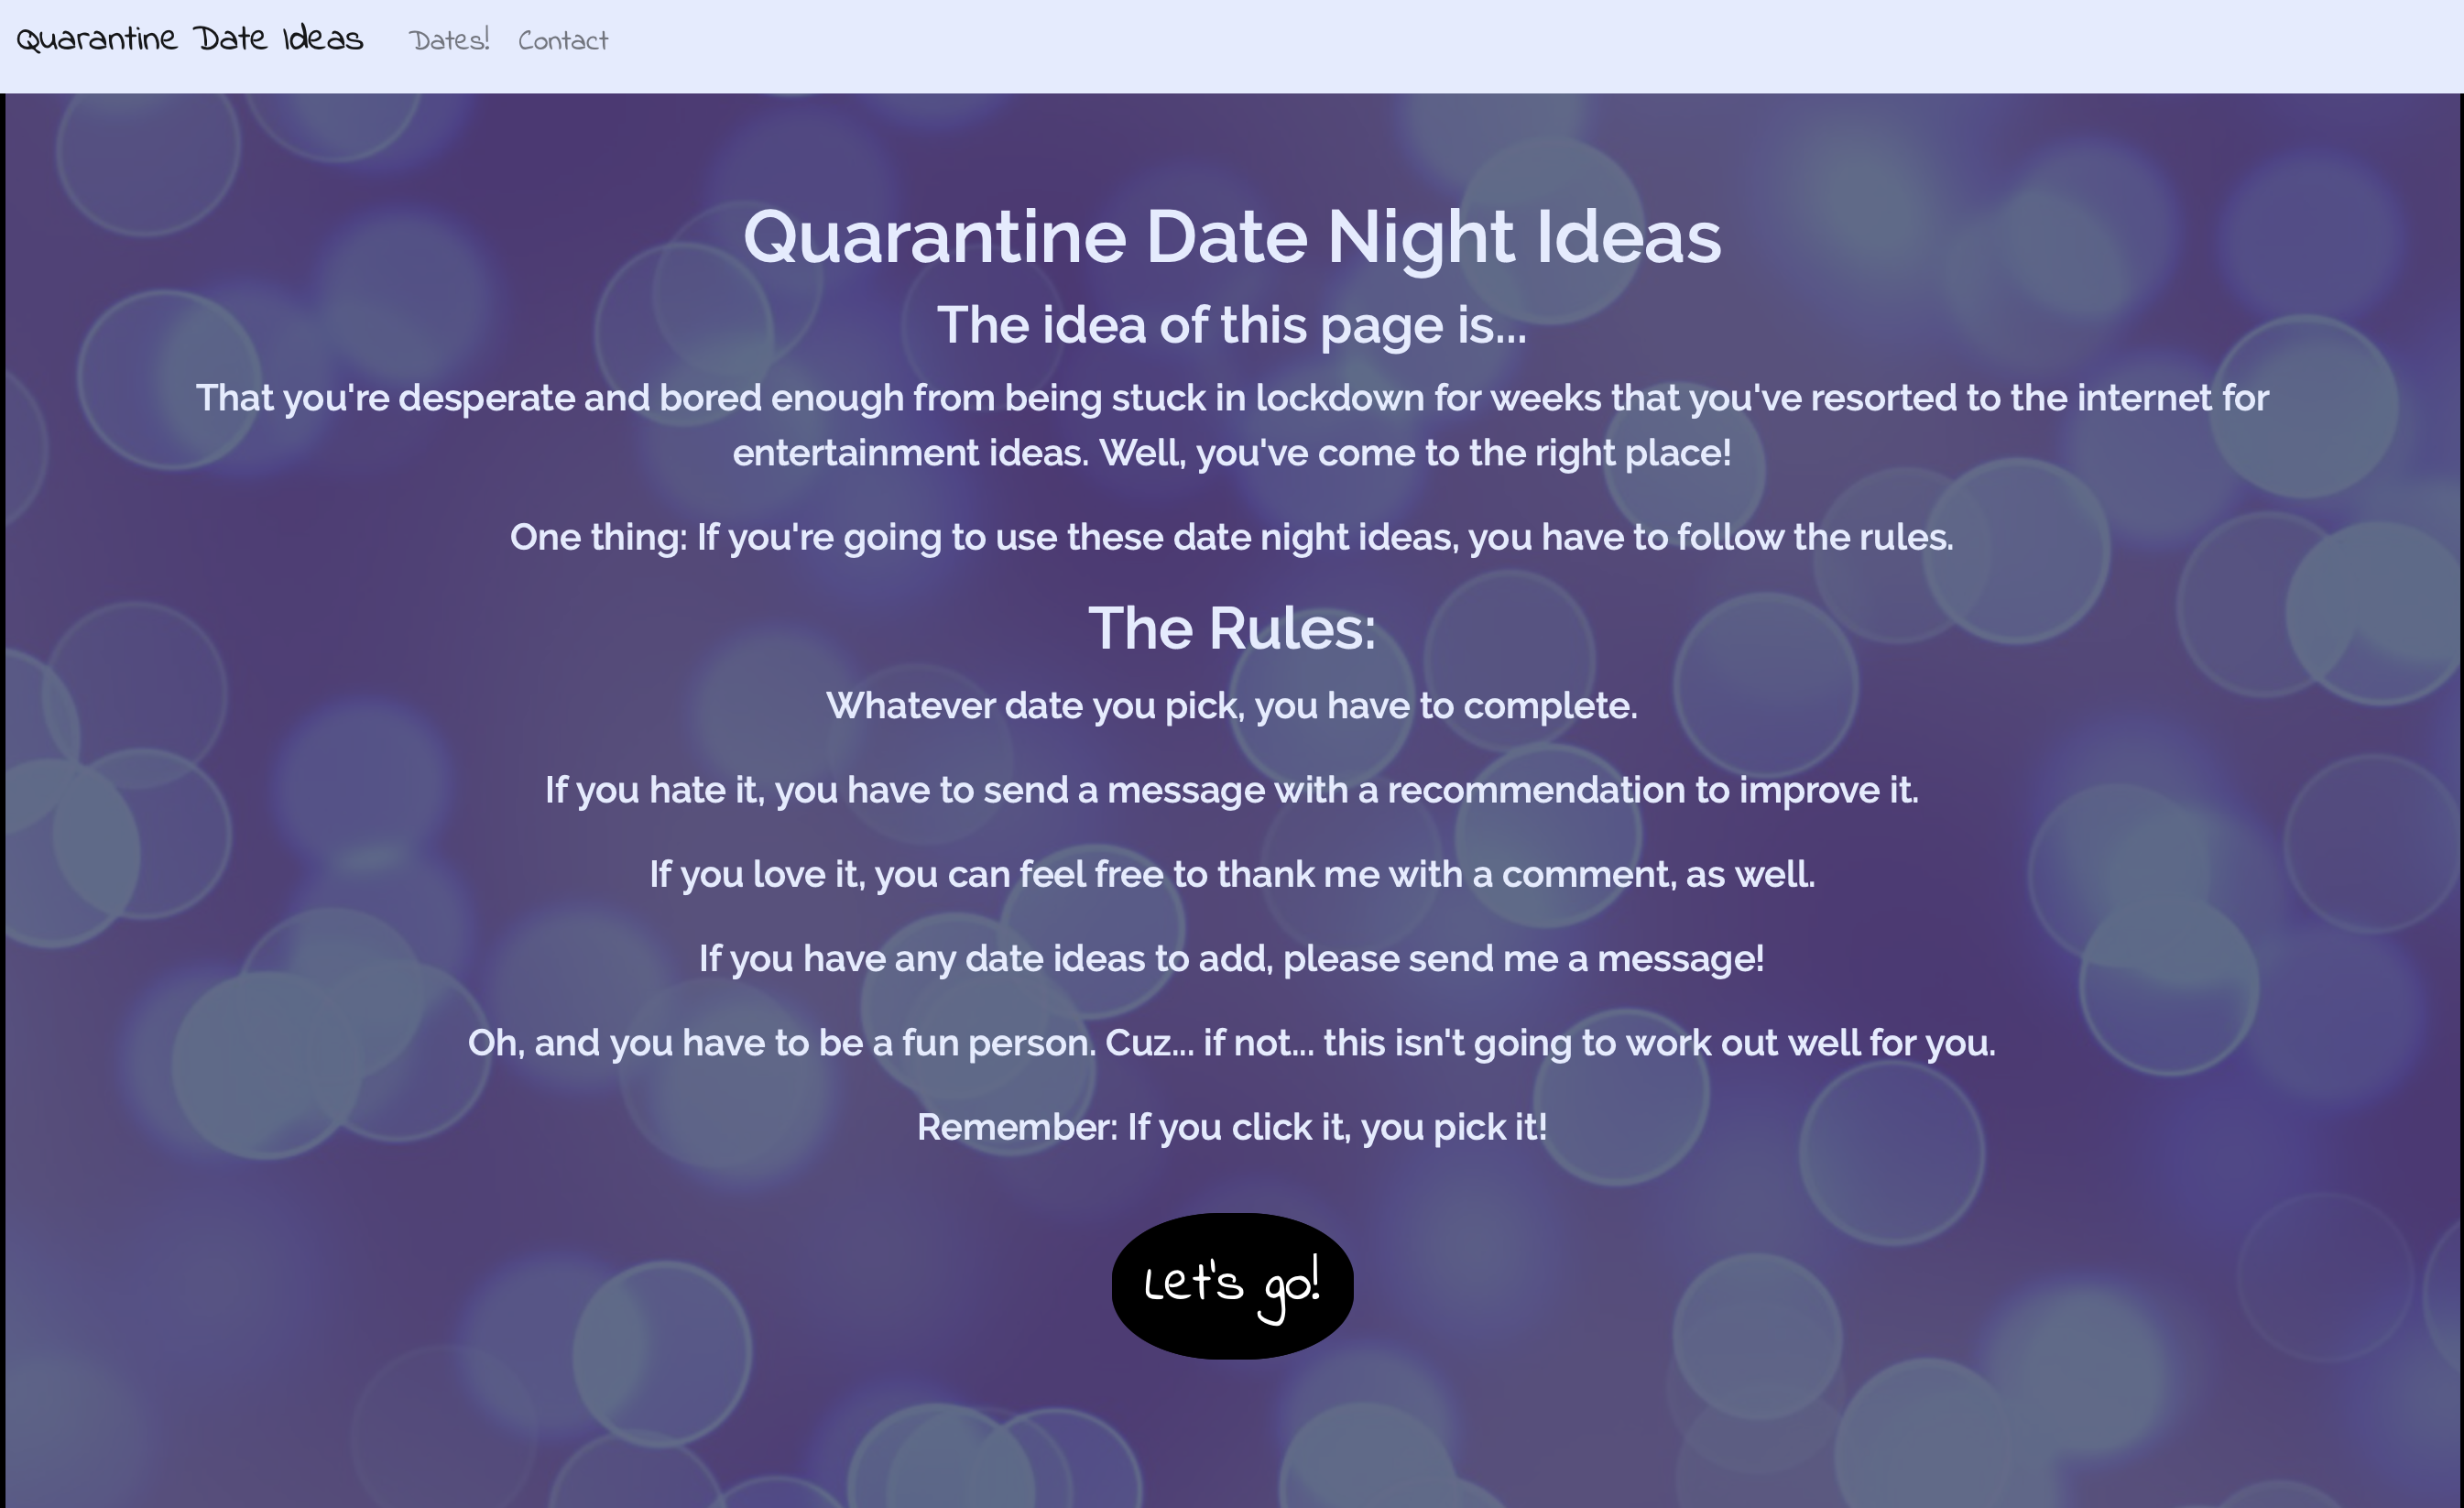 Quarantine Date Ideas Dates! Contact
Quarantine Date Night Ideas
The idea of this page is...
That you're desperate and bored enough from being stuck in lockdown for weeks that you've resorted to the internet for
entertainment ideas. Well, you've come to the right place!
One thing: If you're going to use these date night ideas, you have to follow the rules.
The Rules:
Whatever date you pick, you have to complete.
If you hate it, you have to send a message with a recommendation to improve it.
If you love it, you can feel free to thank me with a comment, as well.
If you have any date ideas to add, please send me a message!
Oh, and you have to be a fun person. Cuz... if not... this isn't going to work out well for you.
Remember: If you click it, you pick it!
Let's go!